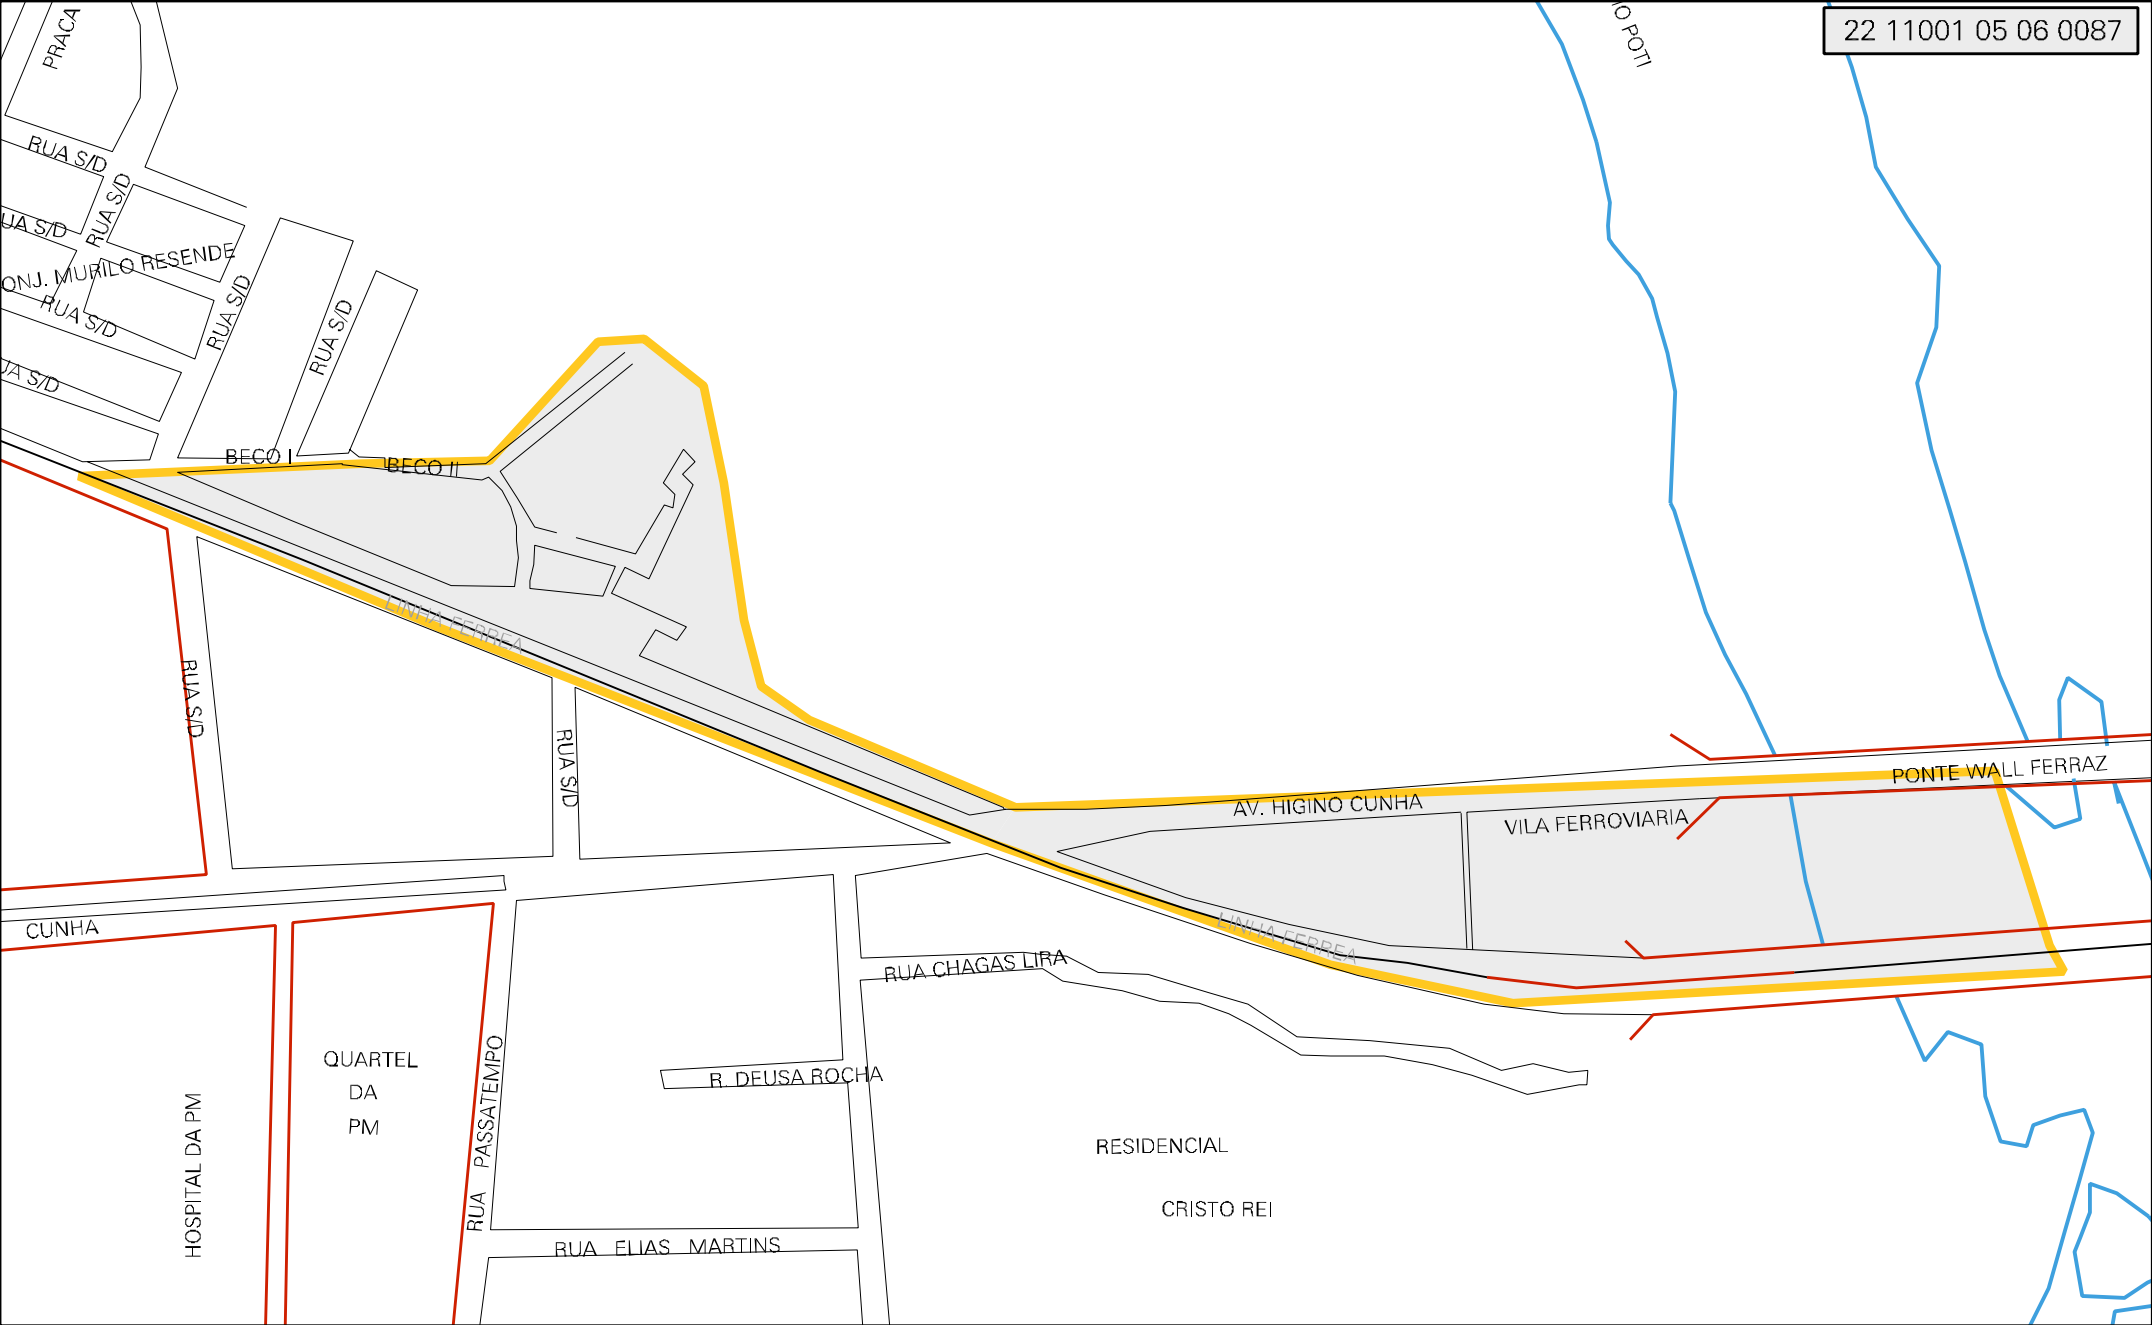 22 11001 05 06 0087
PRACA
IO POTI
RUA S/D
RUA S/D
UA S/D
ONJ. MURILO RESENDE
RUA S/D
RUA S/D
RUA S/D
UA S/D
BECO I
BECO II
LINHA FERREA
RUA S/D
RUA S/D
PONTE WALL FERRAZ
AV. HIGINO CUNHA
VILA FERROVIARIA
LINHA FERREA
CUNHA
RUA CHAGAS LIRA
QUARTEL
DA
PM
R. DEUSA ROCHA
HOSPITAL DA PM
RUA PASSATEMPO
RESIDENCIAL
CRISTO REI
RUA ELIAS MARTINS